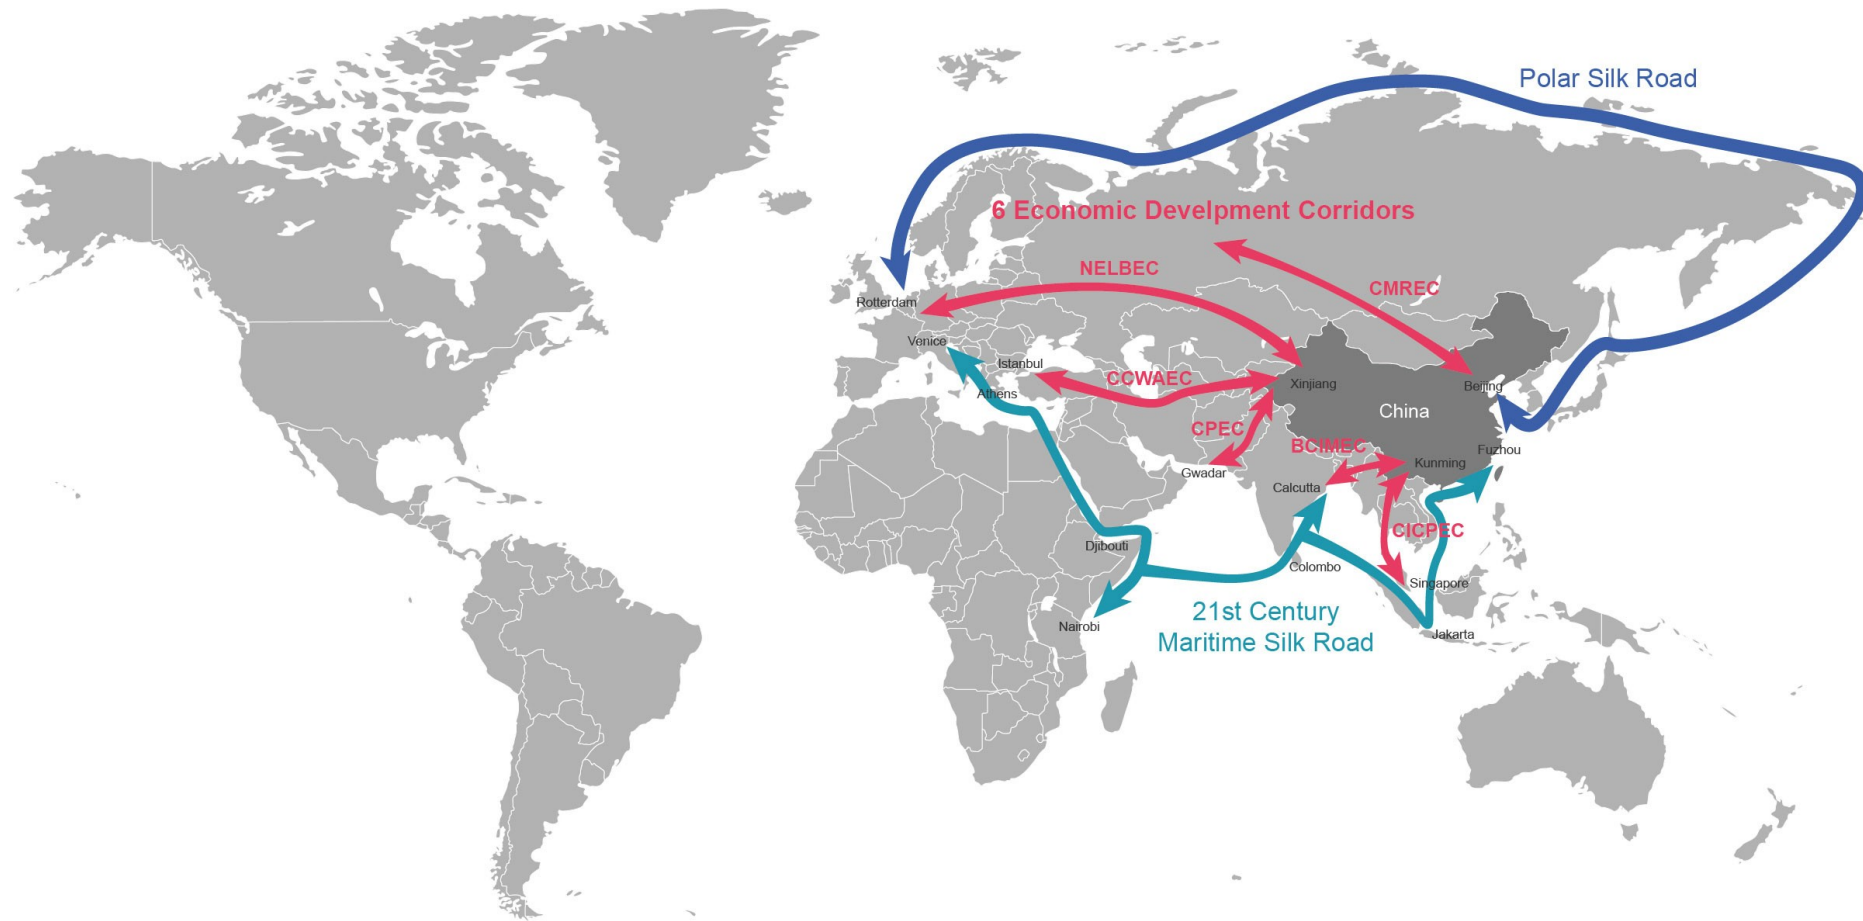 Polar Silk Road
6 Economic Develpment Corridors
NELBEC
CMREC
Rotterdam
Venice
Istanbul
CCWAEC
Xinjiang
Beijing
Athens
China
CPEC
BCIMEC
Fuzhou
Gwadar
Kunming
Calcutta
CICPEC
Djibouti
Colombo
Singapore
21st Century
Maritime Silk Road
Nairobi
Jakarta